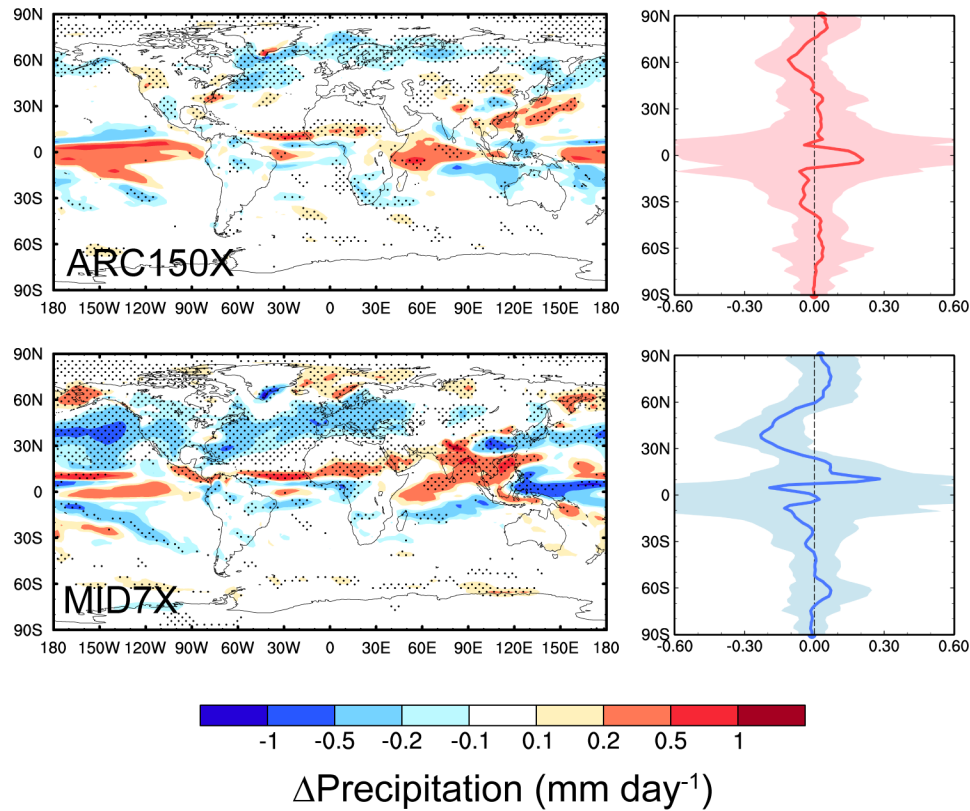 90N
60N
30N
0
30S
60S
90S
180 150W 120W 90W 60W 30W 0 30E 60E 90E 120E 150E 180
ARC150X
90N
60N
30N
0
30S
60S
90S
-0.60 -0.30 0.00 0.30 0.60
90N
60N
30N
0
30S
60S
90S
180 150W 120W 90W 60W 30W 0 30E 60E 90E 120E 150E 180
MID7X
90N
60N
30N
0
30S
60S
90S
-0.60 -0.30 0.00 0.30 0.60
-1 -0.5 -0.2 -0.1 0.1 0.2 0.5 1
ΔPrecipitation (mm day⁻¹)